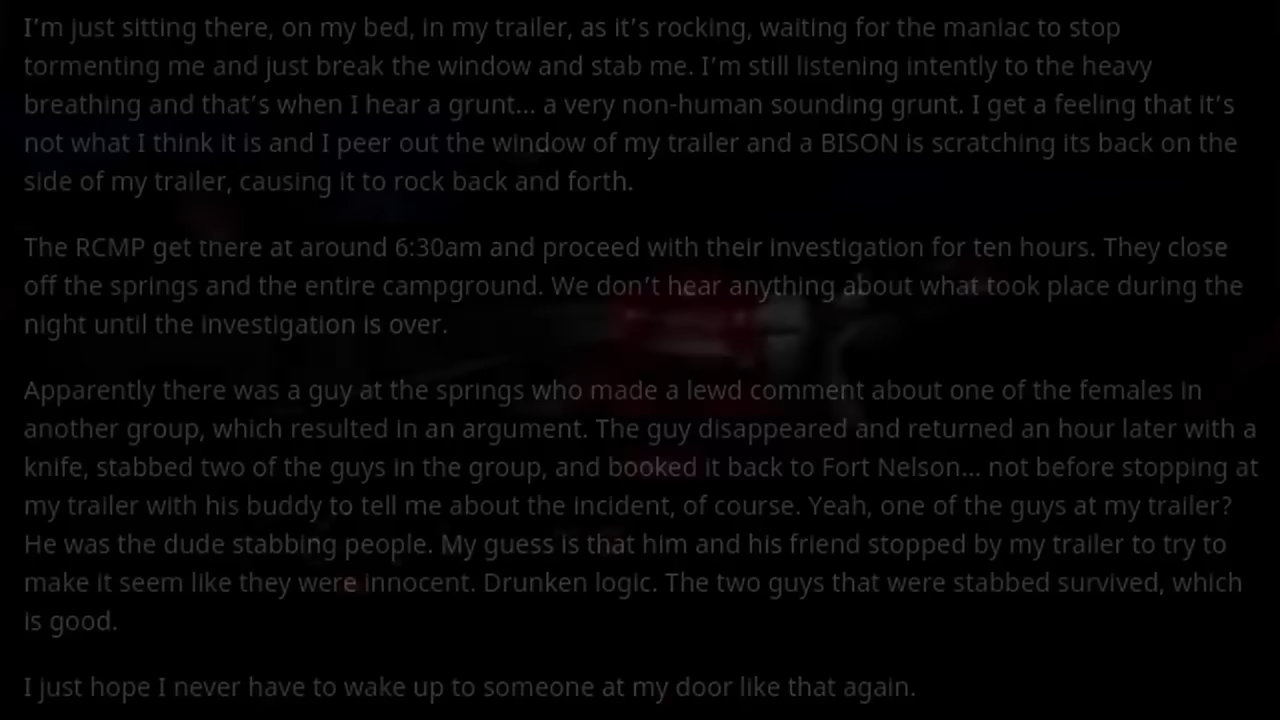 I’m just sitting there, on my bed, in my trailer, as it’s rocking, waiting for the maniac to stop
tormenting me and just break the window and stab me. I’m still listening intently to the heavy
breathing and that’s when I hear a grunt... a very non-human sounding grunt. I get a feeling that it’s
not what I think it is and I peer out the window of my trailer and a BISON is scratching its back on the
side of my trailer, causing it to rock back and forth.
The RCMP get there at around 6:30am and proceed with their investigation for ten hours. They close
off the springs and the entire campground. We don’t hear anything about what took place during the
night until the investigation is over.
Apparently there was a guy at the springs who made a lewd comment about one of the females in
another group, which resulted in an argument. The guy disappeared and returned an hour later with a
knife, stabbed two of the guys in the group, and booked it back to Fort Nelson... not before stopping at
my trailer with his buddy to tell me about the incident, of course. Yeah, one of the guys at my trailer?
He was the dude stabbing people. My guess is that him and his friend stopped by my trailer to try to
make it seem like they were innocent. Drunken logic. The two guys that were stabbed survived, which
is good.
I just hope I never have to wake up to someone at my door like that again.